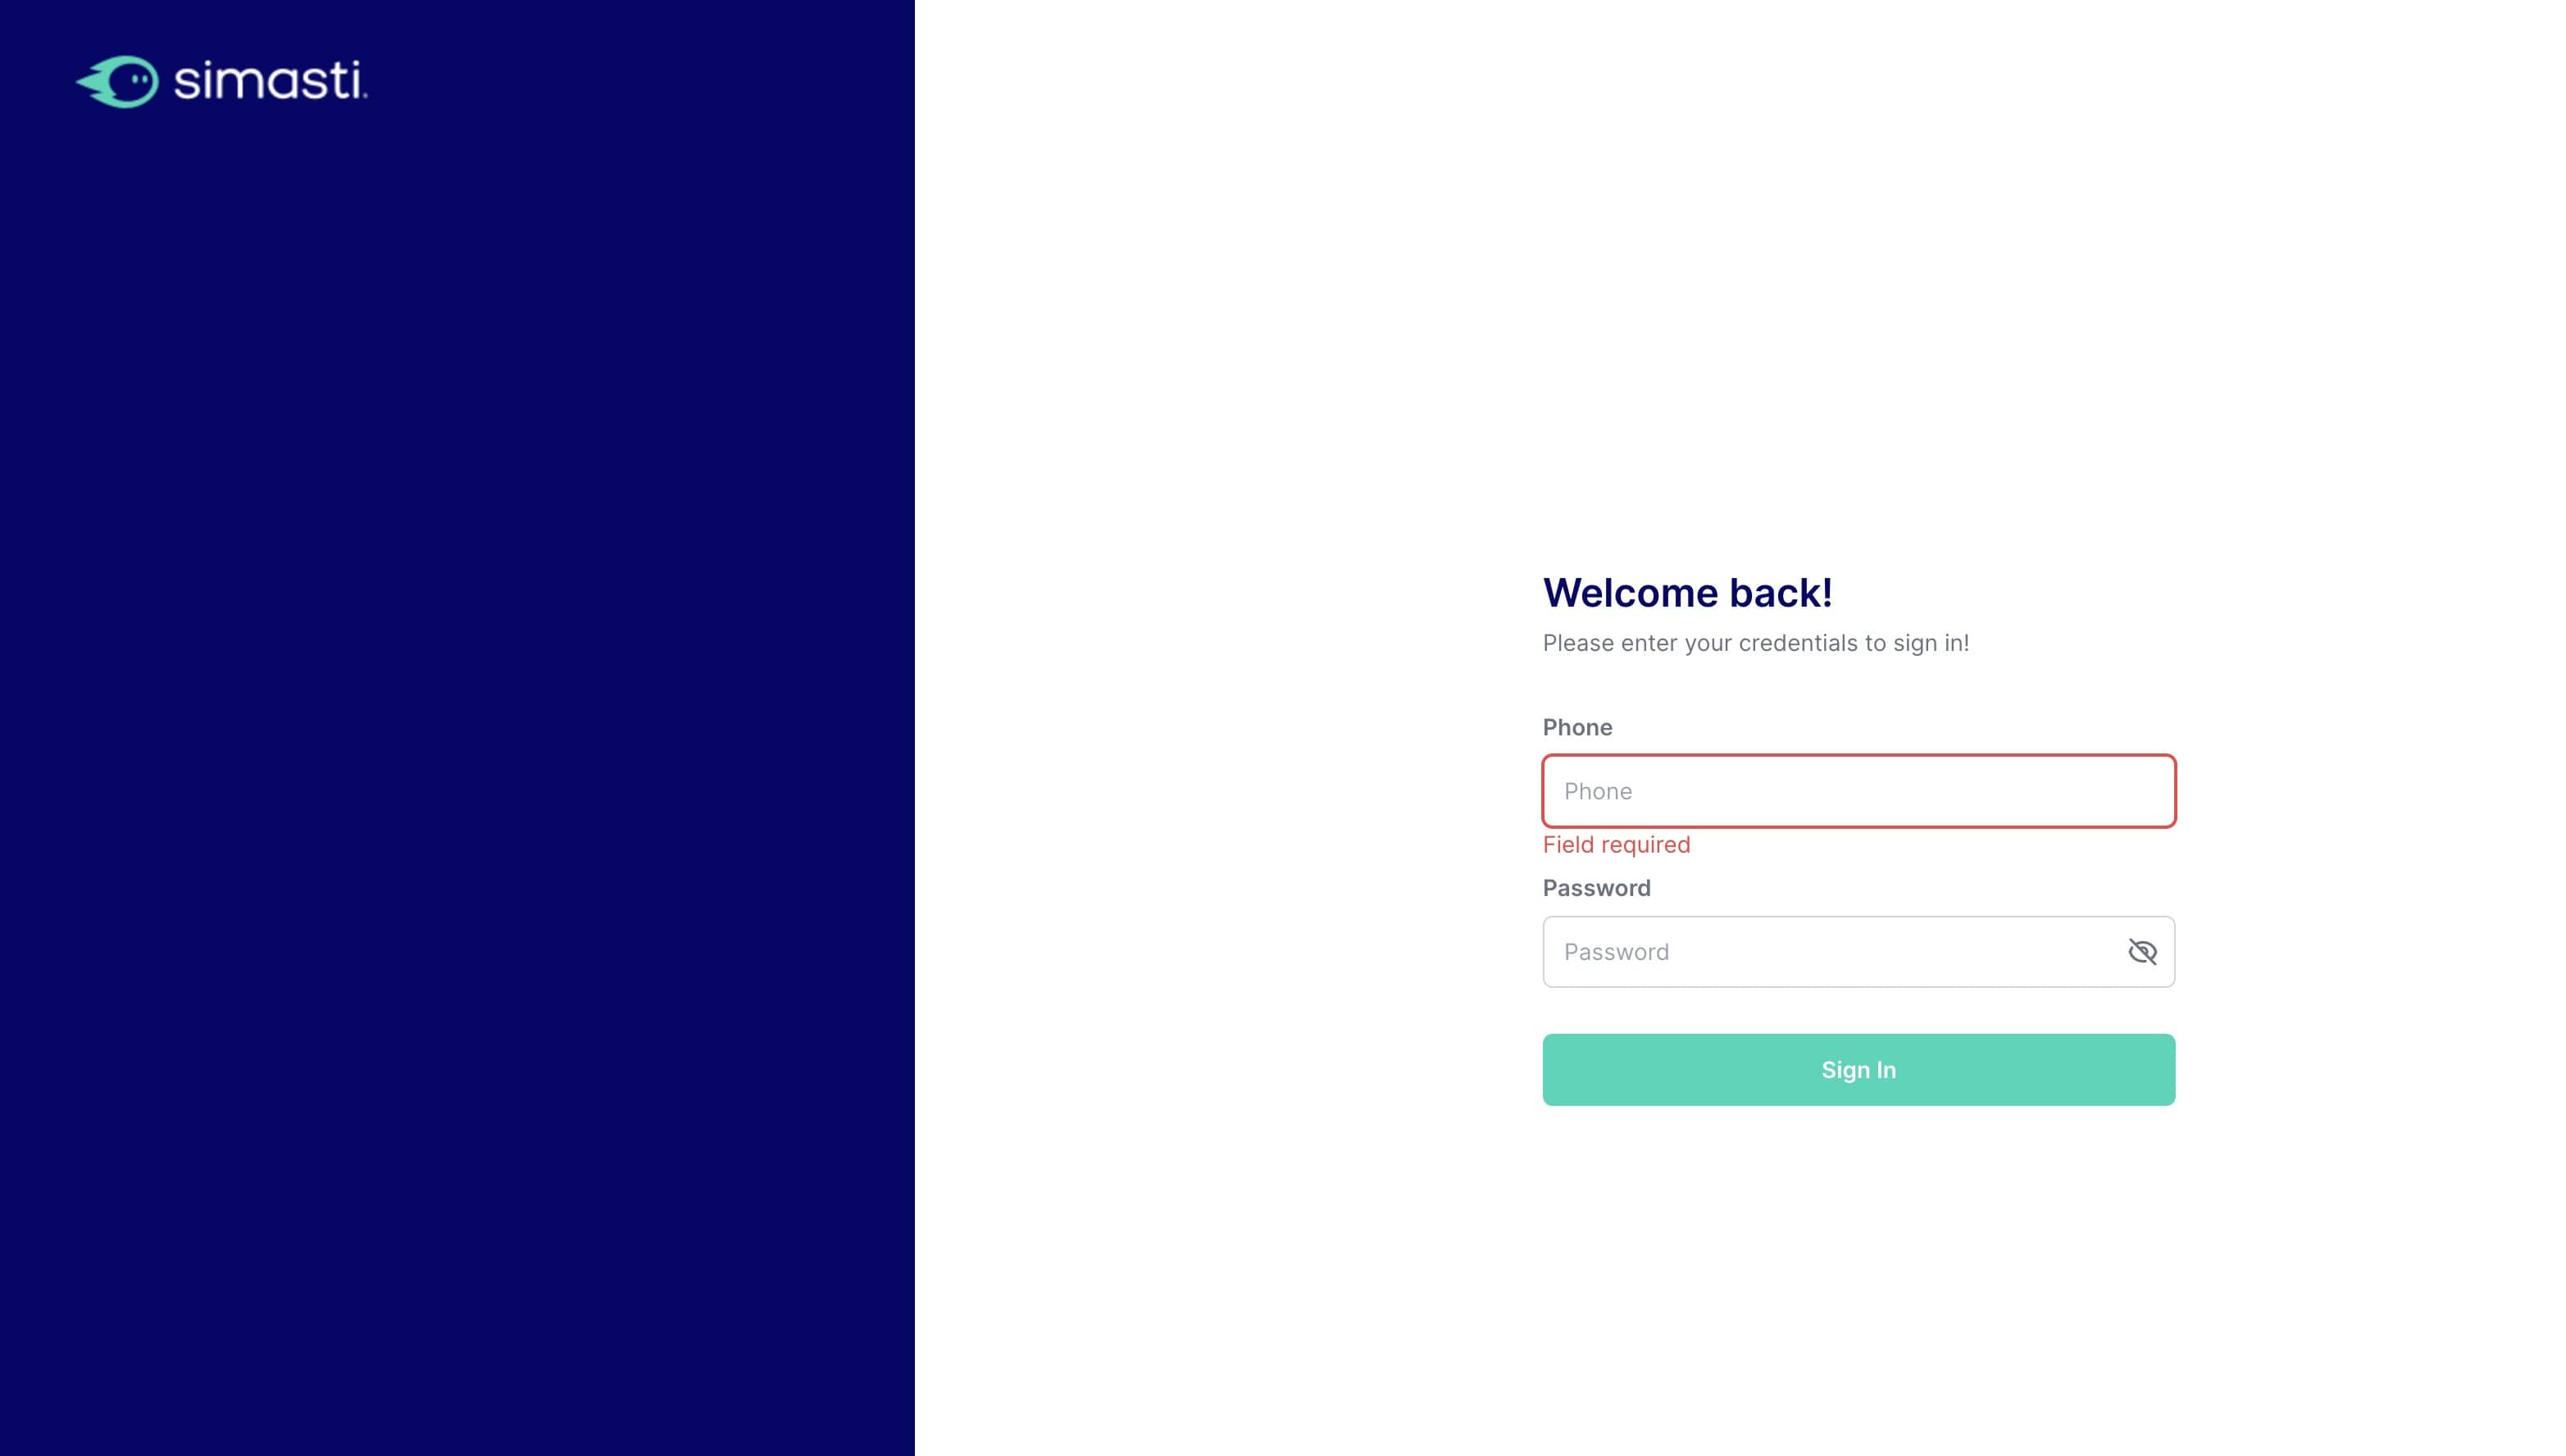 simasti.
Welcome back!
Please enter your credentials to sign in!
Phone
Phone
Field required
Password
Password
Sign In